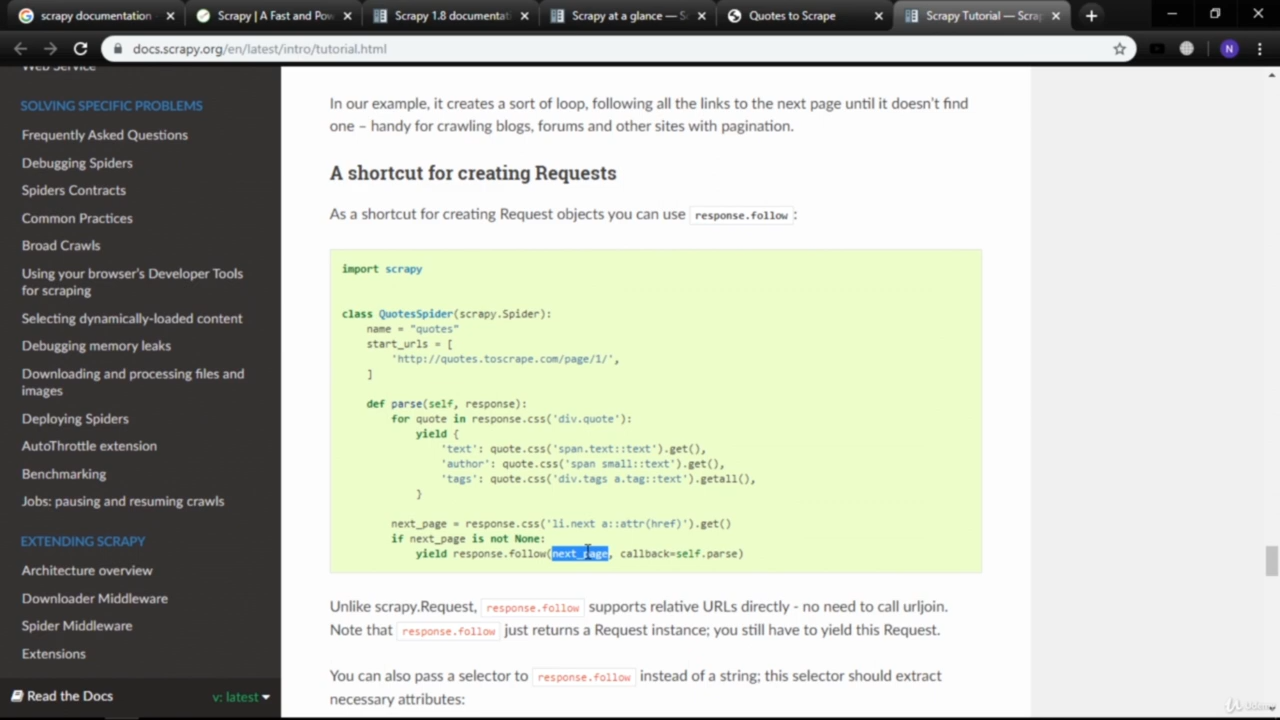 scrapy documentation
Scrapy | A Fast and Pow
Scrapy 1.8 documentati
Scrapy at a glance — Sc
Quotes to Scrape
Scrapy Tutorial — Scrap
docs.scrapy.org/en/latest/intro/tutorial.html
N
Web Service
SOLVING SPECIFIC PROBLEMS
Frequently Asked Questions
Debugging Spiders
Spiders Contracts
Common Practices
Broad Crawls
Using your browser's Developer Tools
for scraping
Selecting dynamically-loaded content
Debugging memory leaks
Downloading and processing files and
images
Deploying Spiders
AutoThrottle extension
Benchmarking
Jobs: pausing and resuming crawls
EXTENDING SCRAPY
Architecture overview
Downloader Middleware
Spider Middleware
Extensions
Read the Docs
v: latest
In our example, it creates a sort of loop, following all the links to the next page until it doesn't find
one – handy for crawling blogs, forums and other sites with pagination.
A shortcut for creating Requests
As a shortcut for creating Request objects you can use response.follow:
import scrapy
class QuotesSpider(scrapy.Spider):
name = "quotes"
start_urls = [
'http://quotes.toscrape.com/page/1/',
]
def parse(self, response):
for quote in response.css('div.quote'):
yield {
'text': quote.css('span.text::text').get(),
'author': quote.css('span small::text').get(),
'tags': quote.css('div.tags a.tag::text').getall(),
}
next_page = response.css('li.next a::attr(href)').get()
if next_page is not None:
yield response.follow(next_page, callback=self.parse)
Unlike scrapy.Request, response.follow supports relative URLs directly - no need to call urljoin.
Note that response.follow just returns a Request instance; you still have to yield this Request.
You can also pass a selector to response.follow instead of a string; this selector should extract
necessary attributes:
Udemy